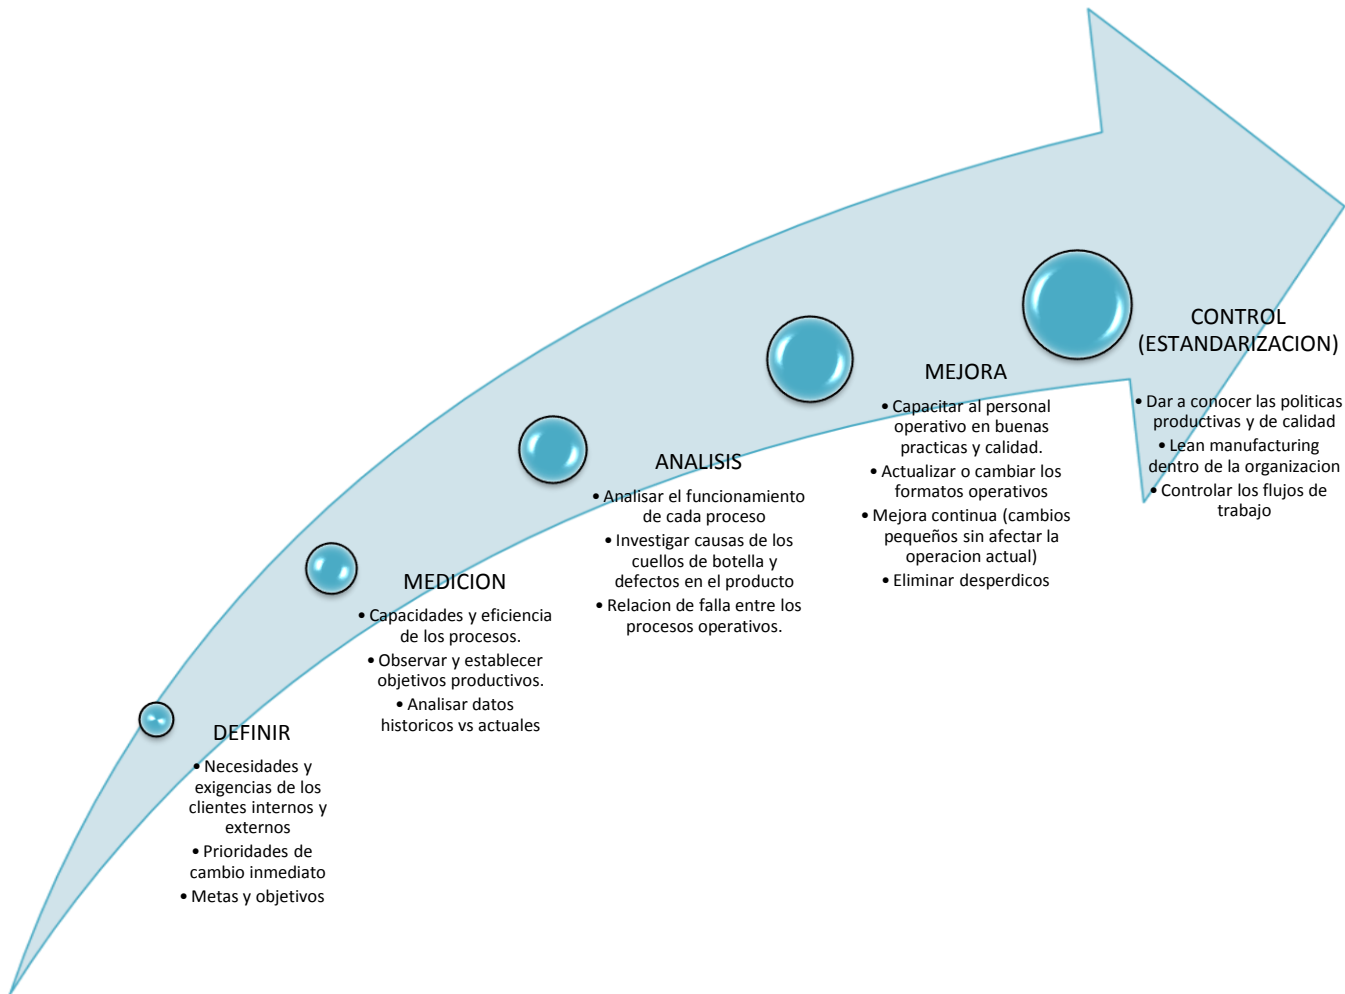 DEFINIR
• Necesidades y
exigencias de los
clientes internos y
externos
• Prioridades de
cambio inmediato
• Metas y objetivos
MEDICION
• Capacidades y eficiencia
de los procesos.
• Observar y establecer
objetivos productivos.
• Analisar datos
historicos vs actuales
ANALISIS
• Analisar el funcionamiento
de cada proceso
• Investigar causas de los
cuellos de botella y
defectos en el producto
• Relacion de falla entre los
procesos operativos.
MEJORA
• Capacitar al personal
operativo en buenas
practicas y calidad.
• Actualizar o cambiar los
formatos operativos
• Mejora continua (cambios
pequeños sin afectar la
operacion actual)
• Eliminar desperdicos
CONTROL
(ESTANDARIZACION)
• Dar a conocer las politicas
productivas y de calidad
• Lean manufacturing
dentro de la organizacion
• Controlar los flujos de
trabajo